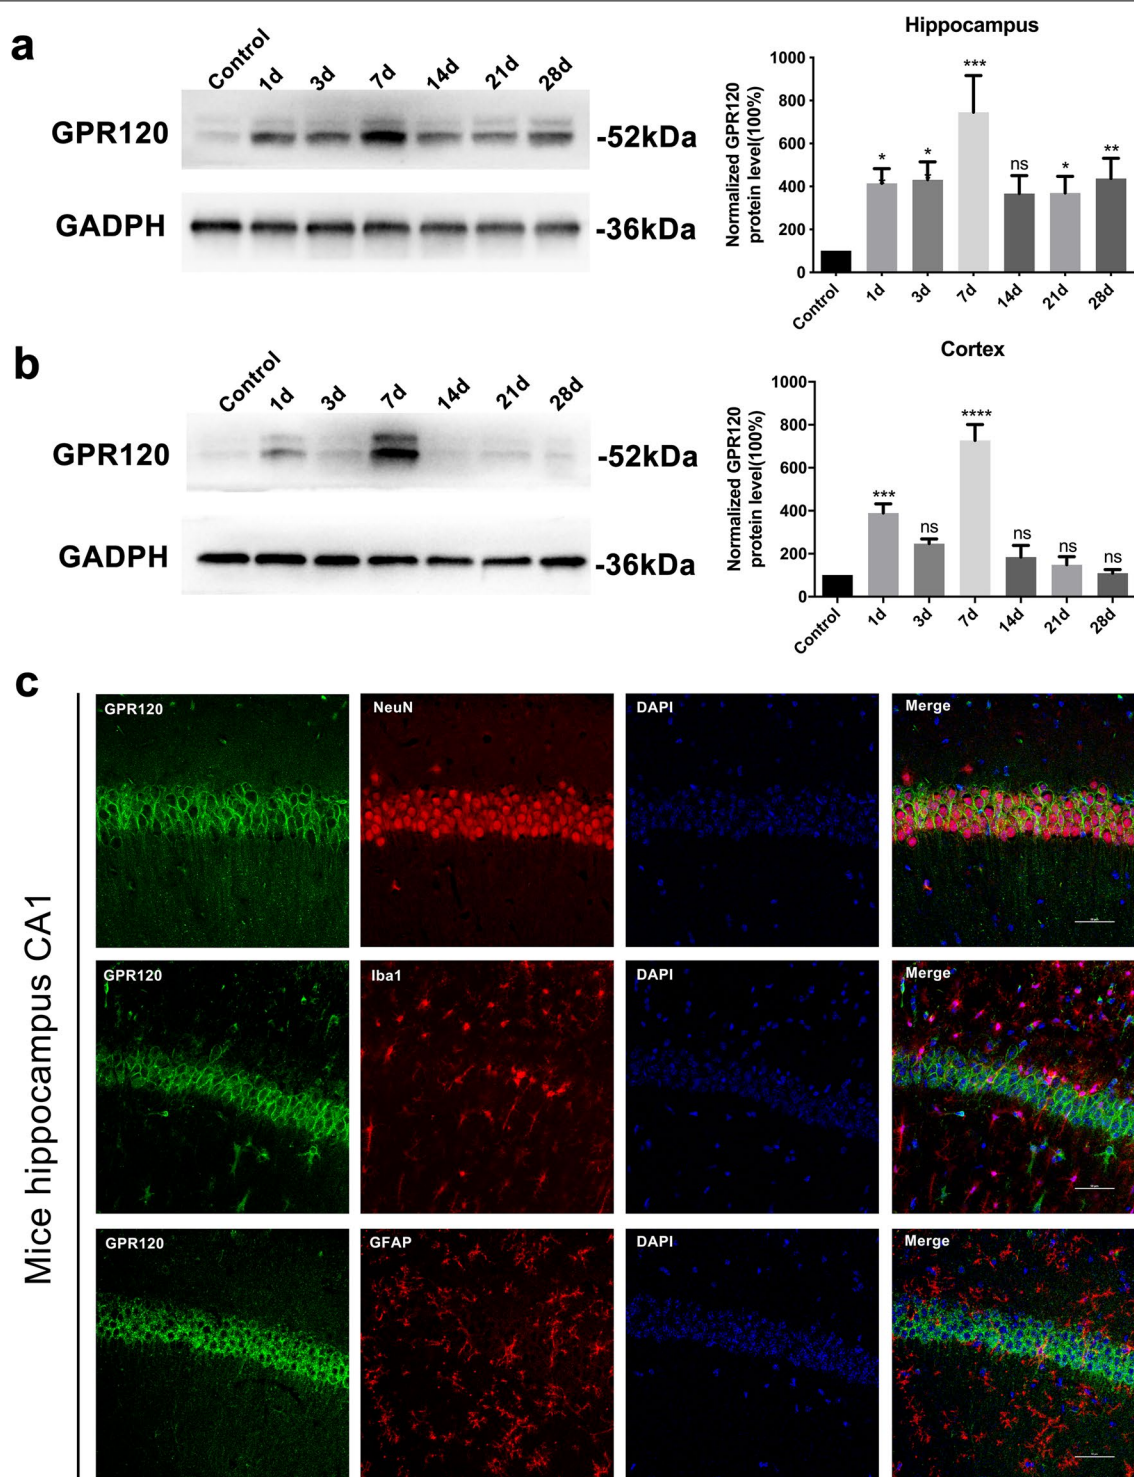 a
Control 1d 3d 7d 14d 21d 28d
GPR120
-52kDa
GADPH
-36kDa
Hippocampus
Normalized GPR120
protein level(100%)
1000
800
600
400
200
0
* * *** ns * **
Control 1d 3d 7d 14d 21d 28d
b
Control 1d 3d 7d 14d 21d 28d
GPR120
-52kDa
GADPH
-36kDa
Cortex
Normalized GPR120
protein level(100%)
1000
800
600
400
200
0
*** ns **** ns ns ns
Control 1d 3d 7d 14d 21d 28d
c
Mice hippocampus CA1
GPR120 NeuN DAPI Merge
GPR120 Iba1 DAPI Merge
GPR120 GFAP DAPI Merge